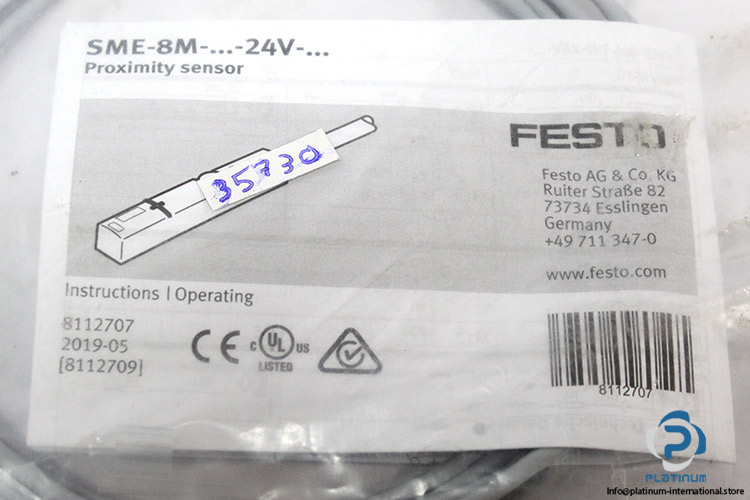 SME-8M-...-24V-...
Proximity sensor
35730
FESTO
Festo AG & Co. KG
Ruiter Straße 82
73734 Esslingen
Germany
+49 711 347-0
www.festo.com
Instructions | Operating
8112707
2019-05
[8112709]
CE
C UL US
LISTED
8112707
PLATINUM
Info@platinum-international.store